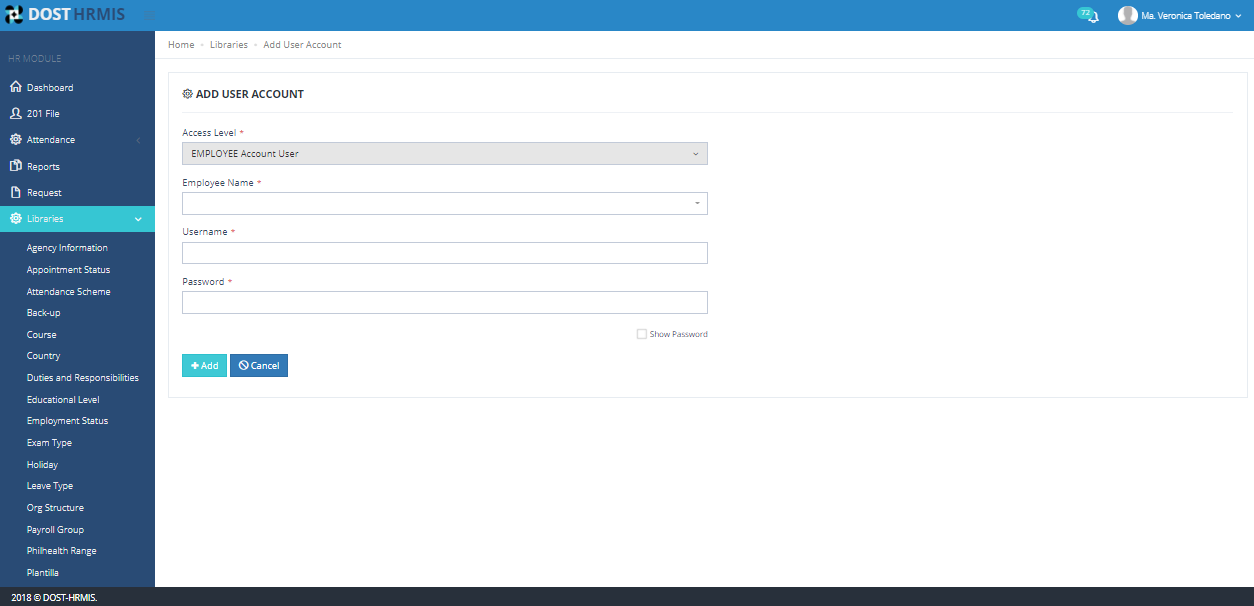 DOST HRMIS
72
Ma. Veronica Toledano
HR MODULE
Dashboard
201 File
Attendance
Reports
Request
Libraries
Agency Information
Appointment Status
Attendance Scheme
Back-up
Course
Country
Duties and Responsibilities
Educational Level
Employment Status
Exam Type
Holiday
Leave Type
Org Structure
Payroll Group
Philhealth Range
Plantilla
Home - Libraries - Add User Account
ADD USER ACCOUNT
Access Level *
EMPLOYEE Account User
Employee Name *
Username *
Password *
Show Password
Add
Cancel
2018 © DOST-HRMIS.